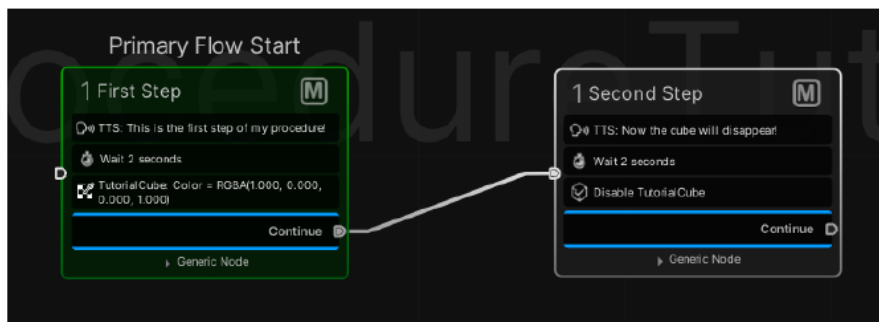 ocedureTut
Primary Flow Start
1 First Step M
TTS: This is the first step of my procedure!
Wait 2 seconds
TutorialCube: Color = RGBA(1.000, 0.000,
0.000, 1.000)
Continue
Generic Node
1 Second Step M
TTS: Now the cube will disappear!
Wait 2 seconds
Disable TutorialCube
Continue
Generic Node